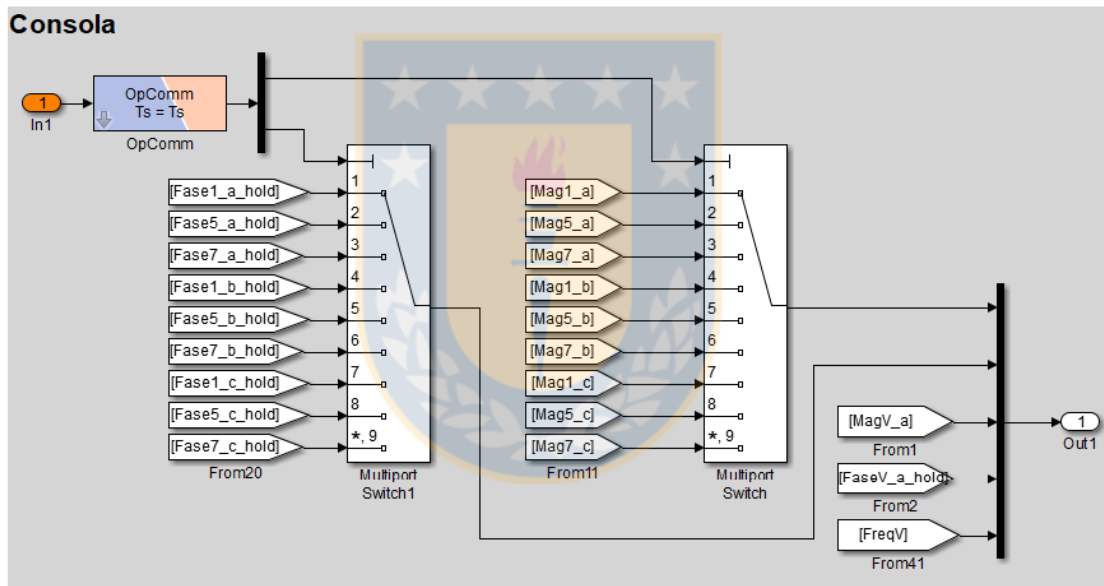 Consola
1
In1
OpComm
Ts = Ts
OpComm
[Fase1_a_hold]
[Fase5_a_hold]
[Fase7_a_hold]
[Fase1_b_hold]
[Fase5_b_hold]
[Fase7_b_hold]
[Fase1_c_hold]
[Fase5_c_hold]
[Fase7_c_hold]
From20
1
2
3
4
5
6
7
8
*, 9
Multiport
Switch1
[Mag1_a]
[Mag5_a]
[Mag7_a]
[Mag1_b]
[Mag5_b]
[Mag7_b]
[Mag1_c]
[Mag5_c]
[Mag7_c]
From11
1
2
3
4
5
6
7
8
*, 9
Multiport
Switch
[MagV_a]
From1
[FaseV_a_hold]
From2
[FreqV]
From41
1
Out1